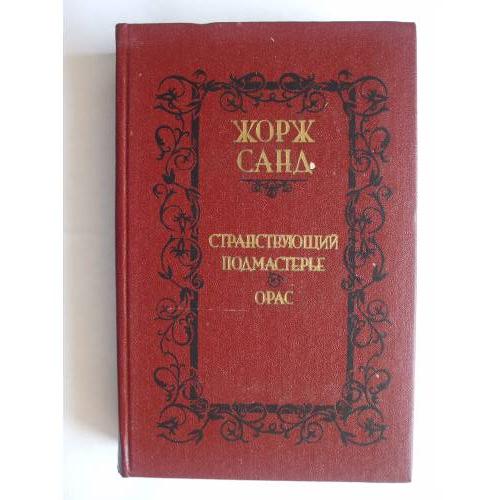 ЖОРЖ
САНД
СТРАНСТВУЮЩИЙ
ПОДМАСТЕРЬЕ
ОРАС